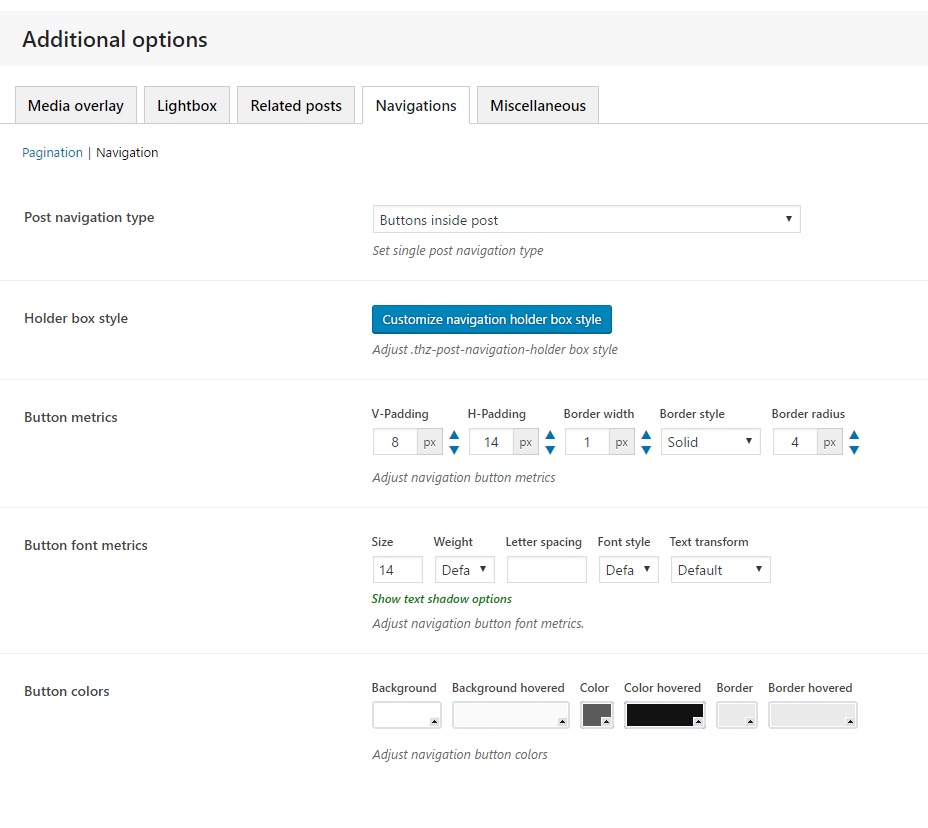 Additional options
Media overlay Lightbox Related posts Navigations Miscellaneous
Pagination | Navigation
Post navigation type
Buttons inside post
Set single post navigation type
Holder box style
Customize navigation holder box style
Adjust .thz-post-navigation-holder box style
Button metrics
V-Padding H-Padding Border width Border style Border radius
8 px 14 px 1 px Solid 4 px
Adjust navigation button metrics
Button font metrics
Size Weight Letter spacing Font style Text transform
14 Defa Defa Default
Show text shadow options
Adjust navigation button font metrics.
Button colors
Background Background hovered Color Color hovered Border Border hovered
Adjust navigation button colors